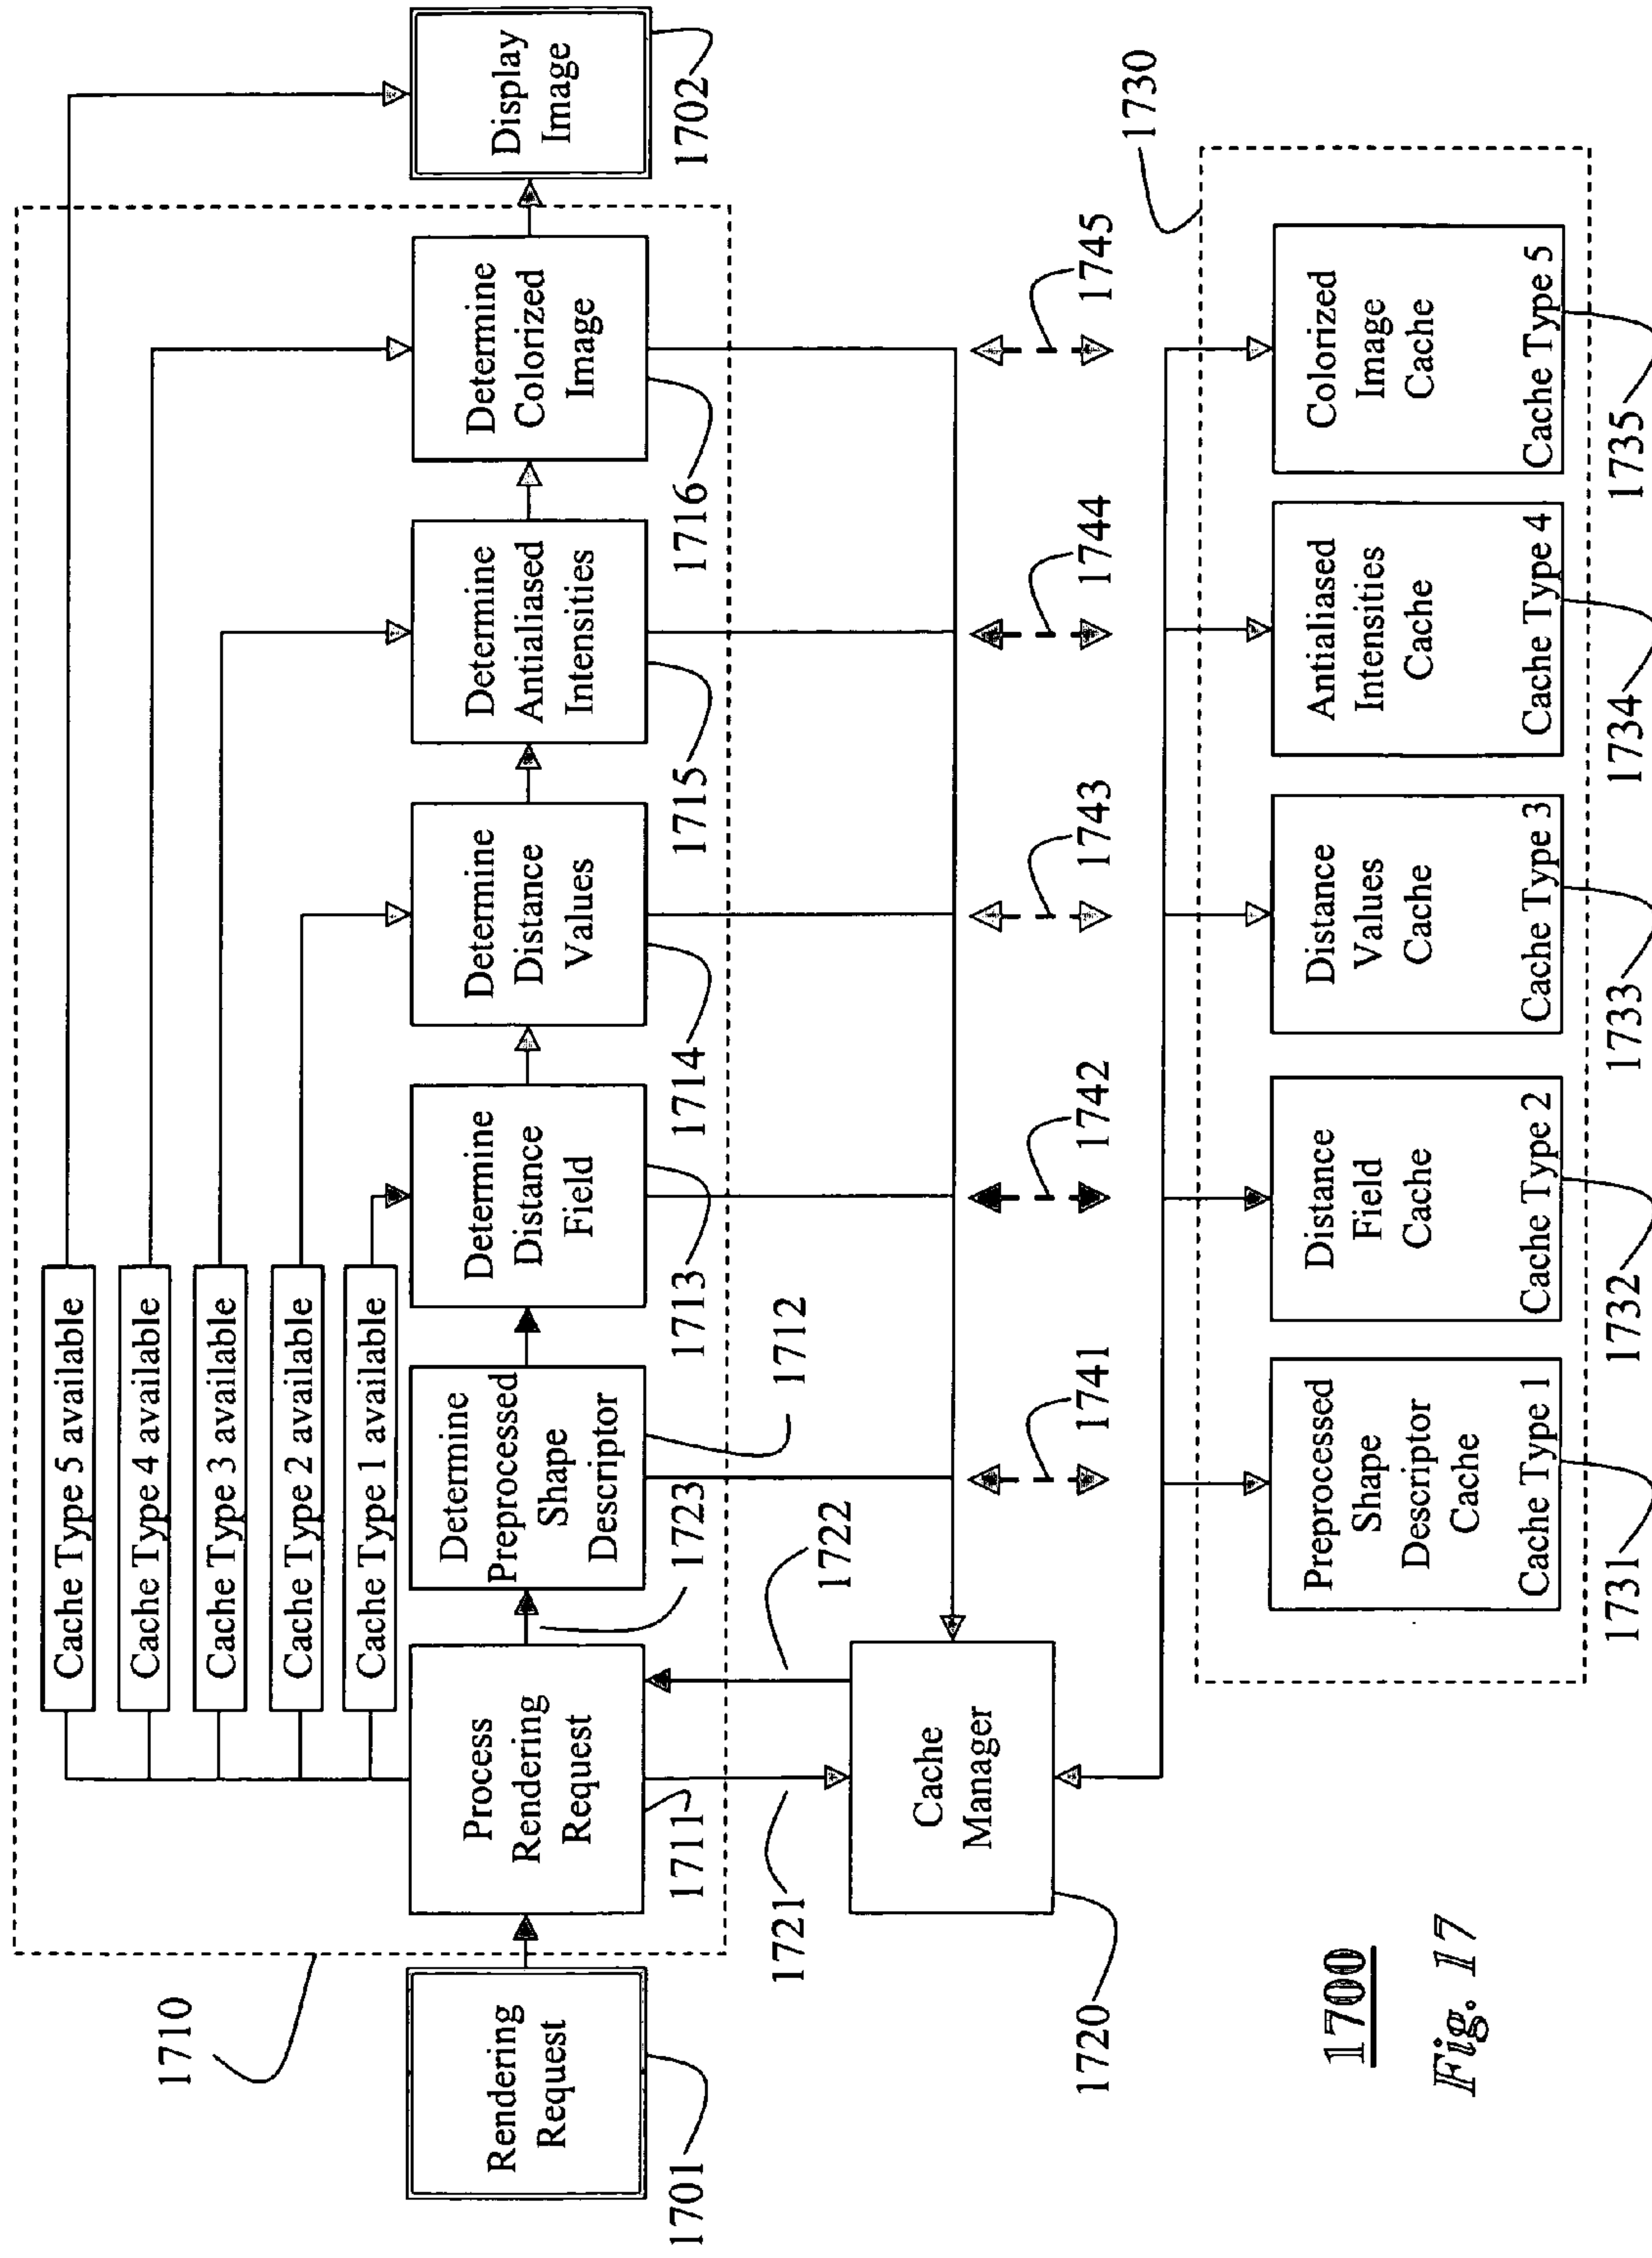 Cache Type 5 available
Cache Type 4 available
Cache Type 3 available
Cache Type 2 available
Cache Type 1 available
1710
Rendering
Request
1701
Process
Rendering
Request
1711
1723
Determine
Preprocessed
Shape
Descriptor
1712
Determine
Distance
Field
1713
Determine
Distance
Values
1714
Determine
Antialiased
Intensities
1715
Determine
Colorized
Image
1716
Display
Image
1702
1721
1722
Cache
Manager
1720
1741
1742
1743
1744
1745
1730
Preprocessed
Shape
Descriptor
Cache
Cache Type 1
1731
Distance
Field
Cache
Cache Type 2
1732
Distance
Values
Cache
Cache Type 3
1733
Antialiased
Intensities
Cache
Cache Type 4
1734
Colorized
Image
Cache
Cache Type 5
1735
1700
Fig. 17